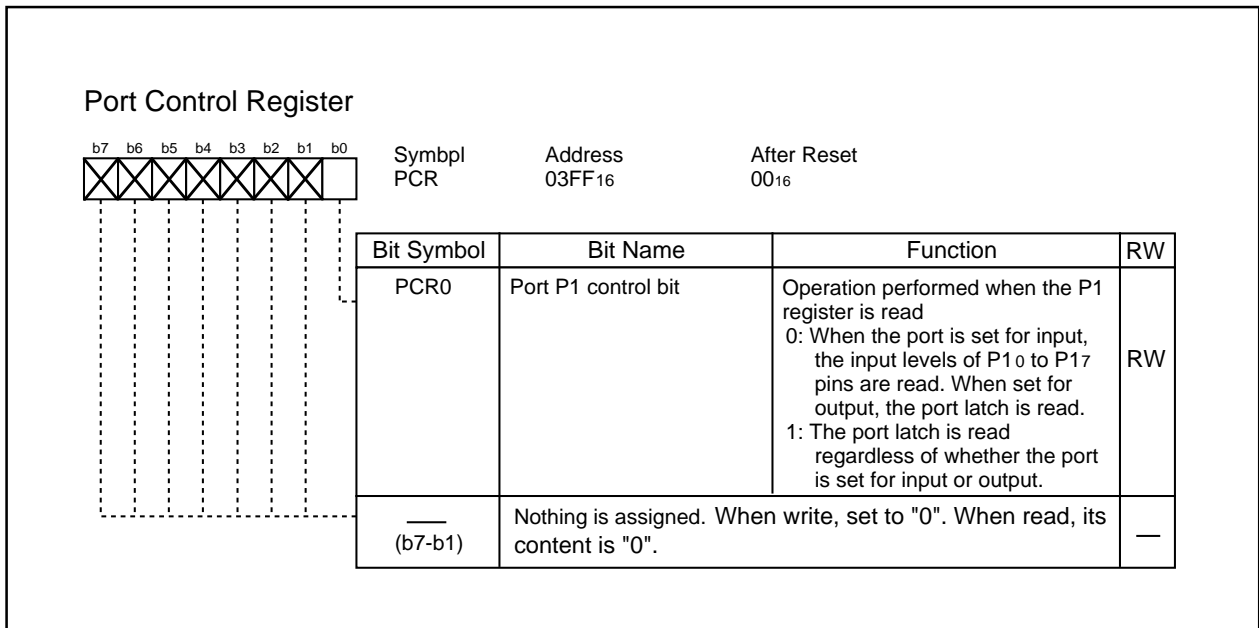 Port Control Register
b7 b6 b5 b4 b3 b2 b1 b0
Symbpl Address After Reset
PCR 03FF16 0016
Bit Symbol Bit Name Function RW
PCR0 Port P1 control bit Operation performed when the P1
register is read
0: When the port is set for input,
the input levels of P10 to P17
pins are read. When set for
output, the port latch is read.
1: The port latch is read
regardless of whether the port
is set for input or output.
RW
Nothing is assigned. When write, set to "0". When read, its
content is "0".
(b7-b1)
—